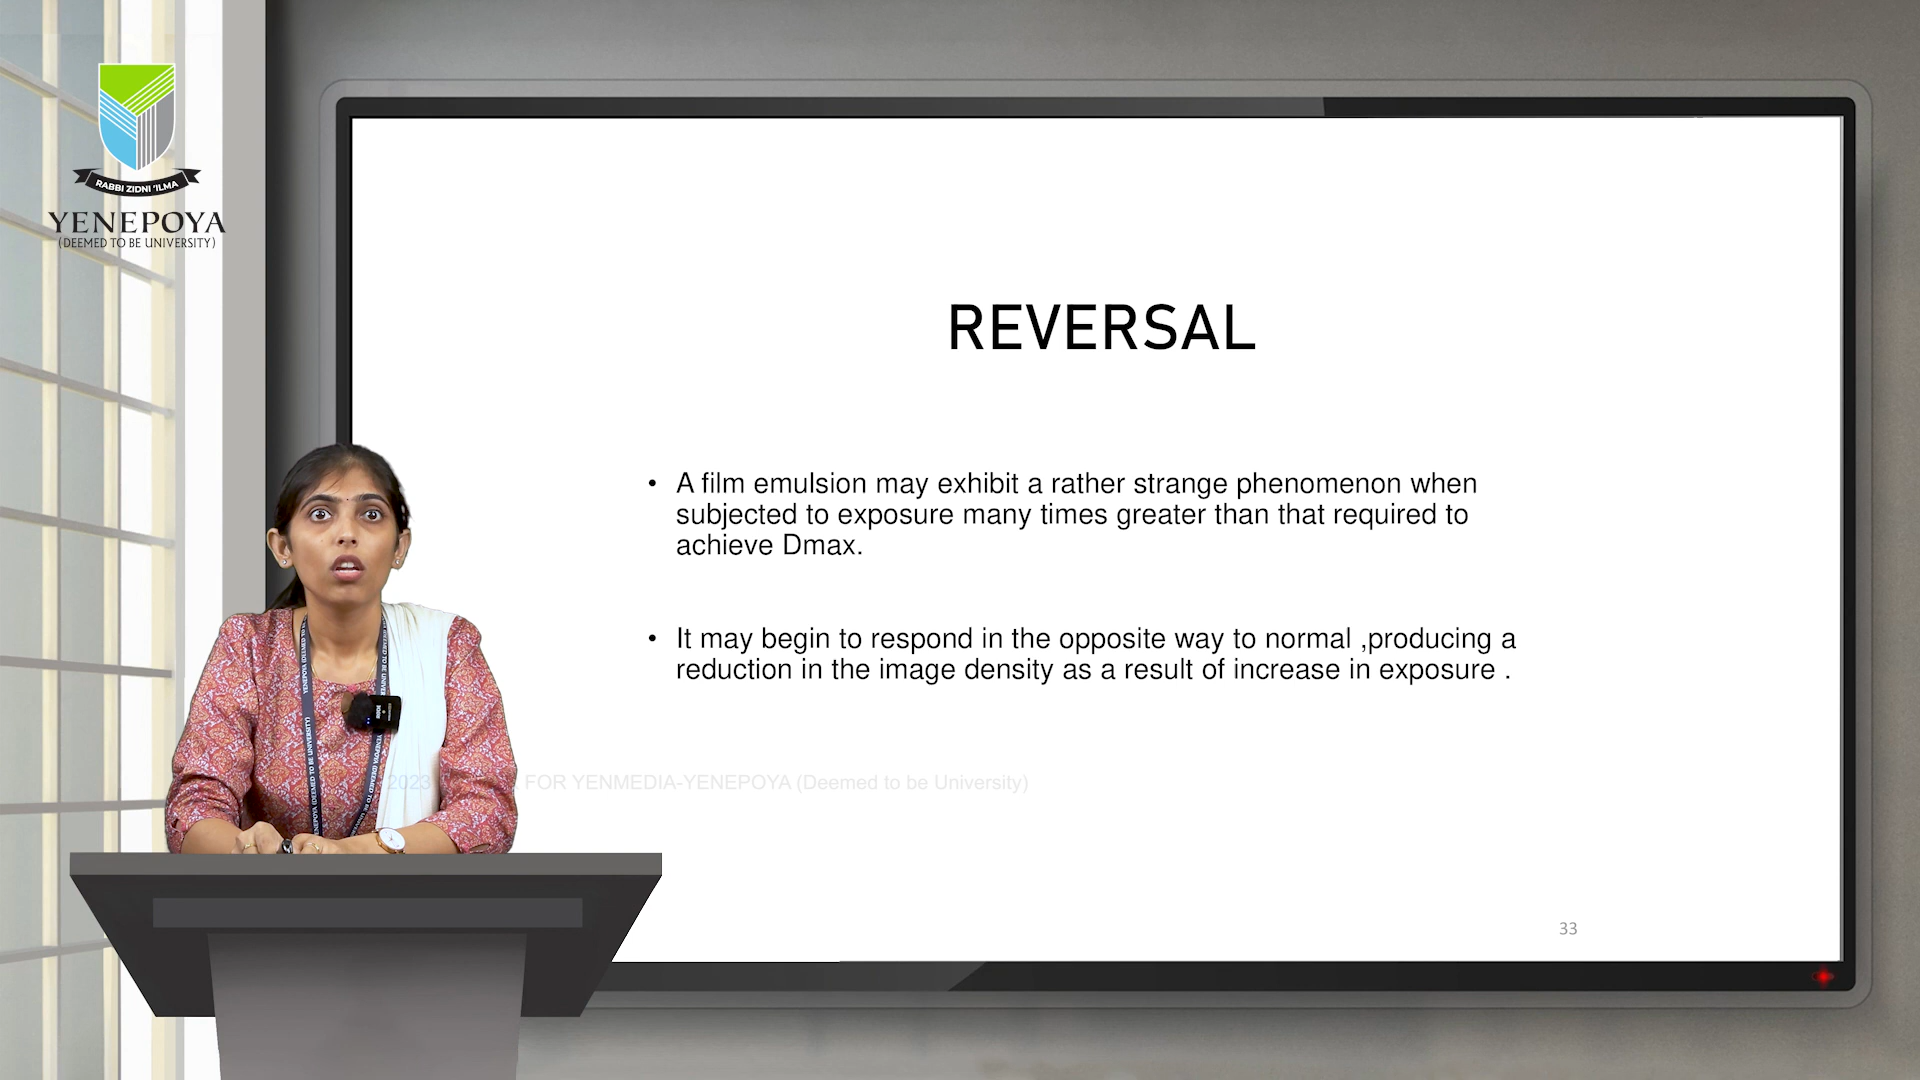 RABBI ZIDNI 'ILMA
YENEPOYA
(DEEMED TO BE UNIVERSITY)
REVERSAL
• A film emulsion may exhibit a rather strange phenomenon when
subjected to exposure many times greater than that required to
achieve Dmax.
• It may begin to respond in the opposite way to normal ,producing a
reduction in the image density as a result of increase in exposure .
2023
FOR YENMEDIA-YENEPOYA (Deemed to be University)
33